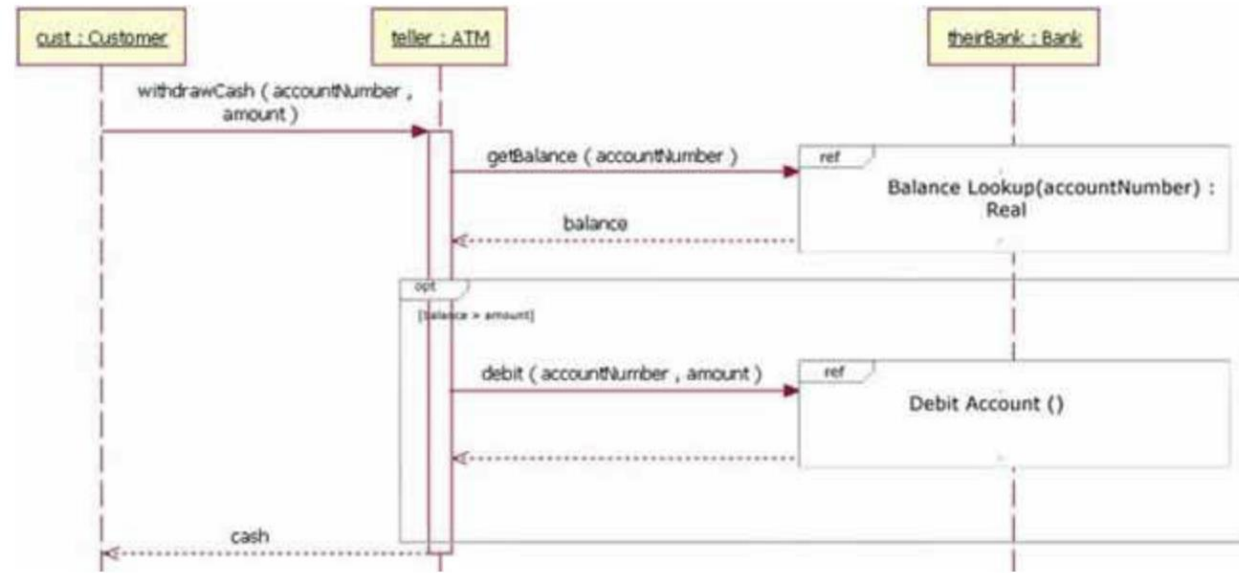 cust : Customer
teller : ATM
theirBank : Bank
withdrawCash ( accountNumber ,
amount )
getBalance ( accountNumber )
ref
Balance Lookup(accountNumber) :
Real
balance
opt
[balance > amount]
debit ( accountNumber , amount )
ref
Debit Account ()
cash